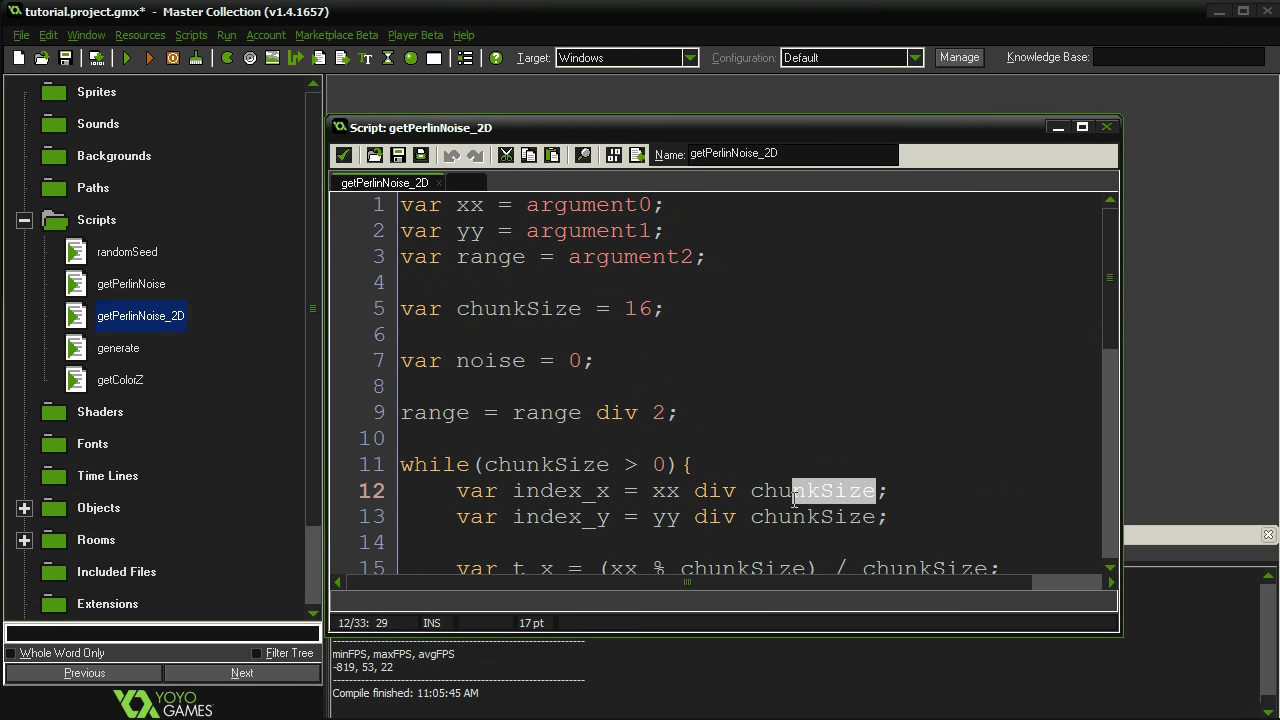 tutorial.project.gmx* - Master Collection (v1.4.1657)
File Edit Window Resources Scripts Run Account Marketplace Beta Player Beta Help
Target: Windows Configuration: Default Manage Knowledge Base:
Sprites
Sounds
Backgrounds
Paths
Scripts
randomSeed
getPerlinNoise
getPerlinNoise_2D
generate
getColorZ
Shaders
Fonts
Time Lines
Objects
Rooms
Included Files
Extensions
Whole Word Only Filter Tree
Previous Next
YOYO
GAMES
Script: getPerlinNoise_2D
Name: getPerlinNoise_2D
getPerlinNoise_2D x
1 var xx = argument0;
2 var yy = argument1;
3 var range = argument2;
4
5 var chunkSize = 16;
6
7 var noise = 0;
8
9 range = range div 2;
10
11 while(chunkSize > 0){
12 var index_x = xx div chunkSize;
13 var index_y = yy div chunkSize;
14
15 var t_x = (xx % chunkSize) / chunkSize;
12/33: 29 INS 17 pt
minFPS, maxFPS, avgFPS
-819, 53, 22
Compile finished: 11:05:45 AM